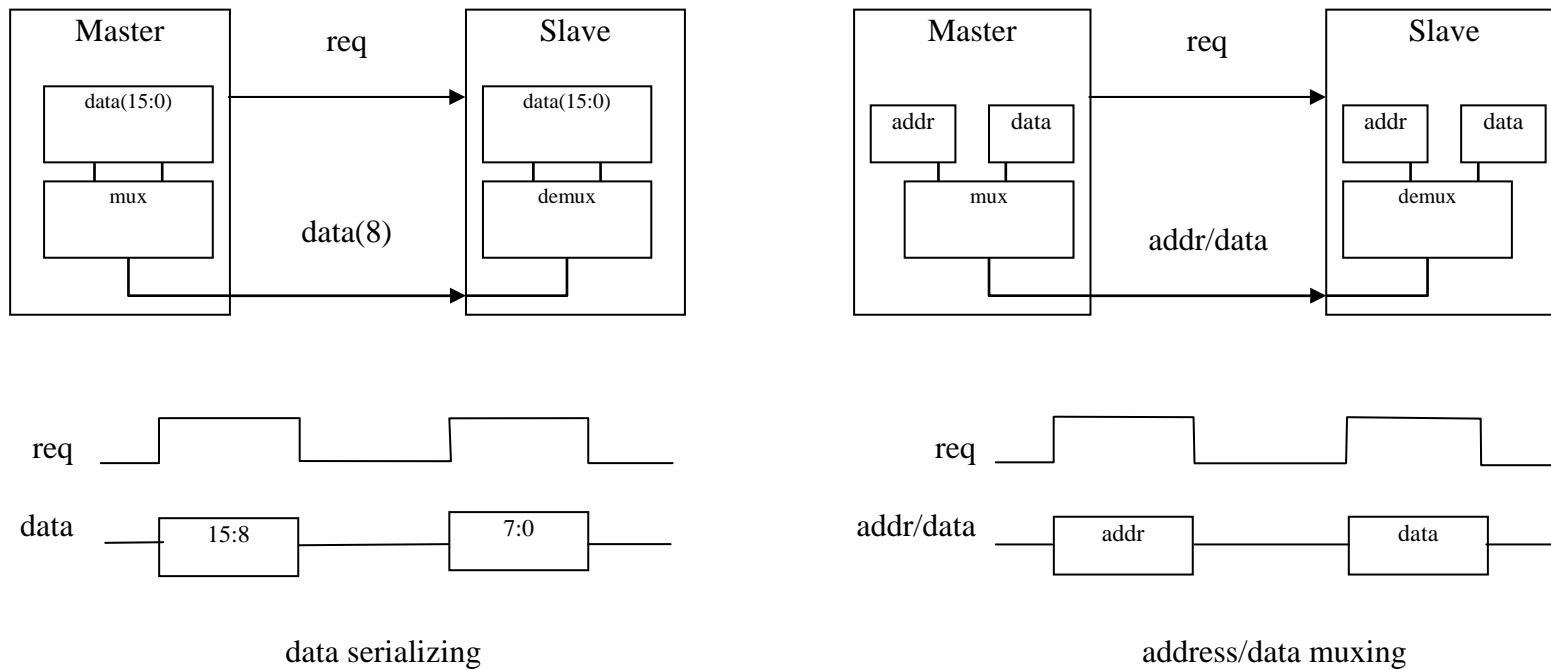 Master
req
Slave
data(15:0)
data(15:0)
mux
demux
data(8)
Master
req
Slave
addr
data
addr
data
mux
demux
addr/data
req
data
15:8
7:0
data serializing
req
addr/data
addr
data
address/data muxing